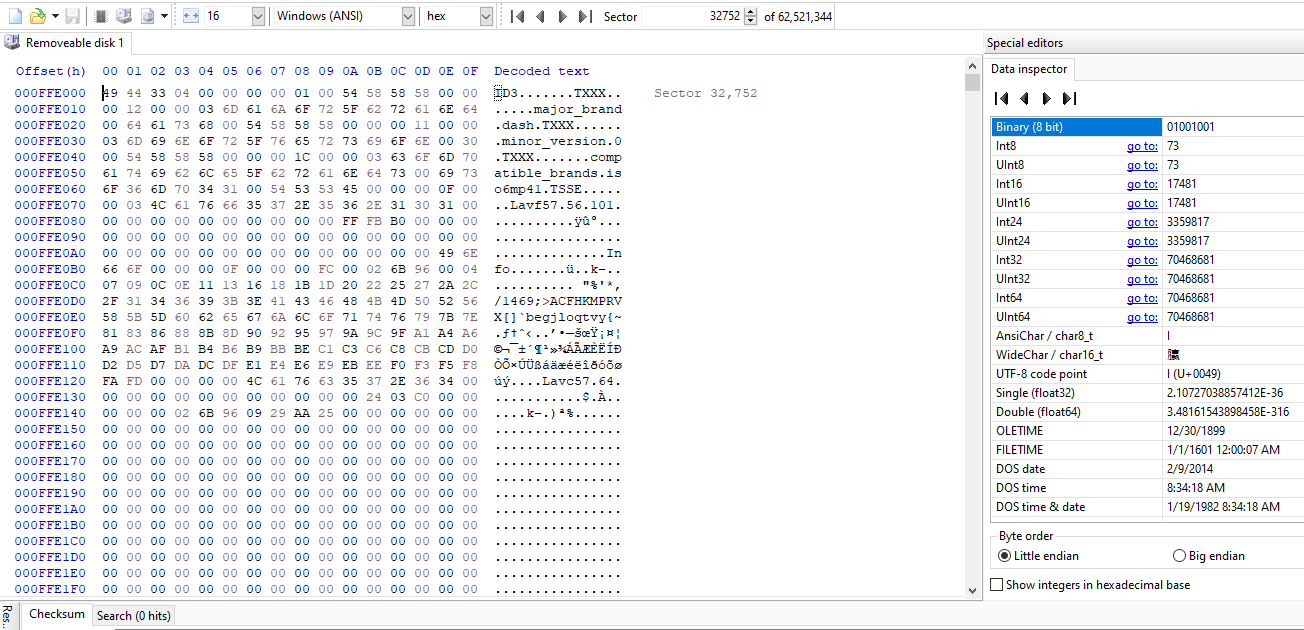 16 Windows (ANSI) hex Sector 32752 of 62,521,344
Removeable disk 1
Offset(h) 00 01 02 03 04 05 06 07 08 09 0A 0B 0C 0D 0E 0F Decoded text
000FFE000 49 44 33 04 00 00 00 00 01 00 54 58 58 58 00 00 ID3.......TXXX.. Sector 32,752
000FFE010 00 12 00 00 03 6D 61 6A 6F 72 5F 62 72 61 6E 64 .....major_brand
000FFE020 00 64 61 73 68 00 54 58 58 58 00 00 00 11 00 00 .dash.TXXX......
000FFE030 03 6D 69 6E 6F 72 5F 76 65 72 73 69 6F 6E 00 30 .minor_version.0
000FFE040 00 54 58 58 58 00 00 00 1C 00 00 03 63 6F 6D 70 .TXXX.......comp
000FFE050 61 74 69 62 6C 65 5F 62 72 61 6E 64 73 00 69 73 atible_brands.is
000FFE060 6F 36 6D 70 34 31 00 54 53 53 45 00 00 00 0F 00 o6mp41.TSSE.....
000FFE070 00 03 4C 61 76 66 35 37 2E 35 36 2E 31 30 31 00 ..Lavf57.56.101.
000FFE080 00 00 00 00 00 00 00 00 00 00 FF FB B0 00 00 00 ..........ÿû°...
000FFE090 00 00 00 00 00 00 00 00 00 00 00 00 00 00 00 00 ................
000FFE0A0 00 00 00 00 00 00 00 00 00 00 00 00 00 00 49 6E ..............In
000FFE0B0 66 6F 00 00 00 0F 00 00 00 FC 00 02 6B 96 00 04 fo.......ü..k–..
000FFE0C0 07 09 0C 0E 11 13 16 18 1B 1D 20 22 25 27 2A 2C .......... "%'*,
000FFE0D0 2F 31 34 36 39 3B 3E 41 43 46 48 4B 4D 50 52 56 /1469;>ACFHKMPRV
000FFE0E0 58 5B 5D 60 62 65 67 6A 6C 6F 71 74 76 79 7B 7E X[]`begjloqtvy{~
000FFE0F0 81 83 86 88 8B 8D 90 92 95 97 9A 9C 9F A1 A4 A6 .ƒ†ˆ‹..’•—šœŸ¡¤¦
000FFE100 A9 AC AF B1 B4 B6 B9 BB BE C1 C3 C6 C8 CB CD D0 ©¬¯±´¶¹»¾ÁÃÆÈËÍÐ
000FFE110 D2 D5 D7 DA DC DF E1 E4 E6 E9 EB EE F0 F3 F5 F8 ÒÕ×ÚÜßáäæéëîðóõø
000FFE120 FA FD 00 00 00 00 4C 61 76 63 35 37 2E 36 34 00 úý....Lavc57.64.
000FFE130 00 00 00 00 00 00 00 00 00 00 00 24 03 C0 00 00 ...........$.À..
000FFE140 00 00 00 02 6B 96 09 29 AA 25 00 00 00 00 00 00 ....k–.)ª%......
000FFE150 00 00 00 00 00 00 00 00 00 00 00 00 00 00 00 00 ................
000FFE160 00 00 00 00 00 00 00 00 00 00 00 00 00 00 00 00 ................
000FFE170 00 00 00 00 00 00 00 00 00 00 00 00 00 00 00 00 ................
000FFE180 00 00 00 00 00 00 00 00 00 00 00 00 00 00 00 00 ................
000FFE190 00 00 00 00 00 00 00 00 00 00 00 00 00 00 00 00 ................
000FFE1A0 00 00 00 00 00 00 00 00 00 00 00 00 00 00 00 00 ................
000FFE1B0 00 00 00 00 00 00 00 00 00 00 00 00 00 00 00 00 ................
000FFE1C0 00 00 00 00 00 00 00 00 00 00 00 00 00 00 00 00 ................
000FFE1D0 00 00 00 00 00 00 00 00 00 00 00 00 00 00 00 00 ................
000FFE1E0 00 00 00 00 00 00 00 00 00 00 00 00 00 00 00 00 ................
000FFE1F0 00 00 00 00 00 00 00 00 00 00 00 00 00 00 00 00 ................
Special editors
Data inspector
Binary (8 bit) 01001001
Int8 go to: 73
UInt8 go to: 73
Int16 go to: 17481
UInt16 go to: 17481
Int24 go to: 3359817
UInt24 go to: 3359817
Int32 go to: 70468681
UInt32 go to: 70468681
Int64 go to: 70468681
UInt64 go to: 70468681
AnsiChar / char8_t I
WideChar / char16_t
UTF-8 code point I (U+0049)
Single (float32) 2.10727038857412E-36
Double (float64) 3.48161543898458E-316
OLETIME 12/30/1899
FILETIME 1/1/1601 12:00:07 AM
DOS date 2/9/2014
DOS time 8:34:18 AM
DOS time & date 1/19/1982 8:34:18 AM
Byte order
Little endian Big endian
Show integers in hexadecimal base
Res..
Checksum Search (0 hits)